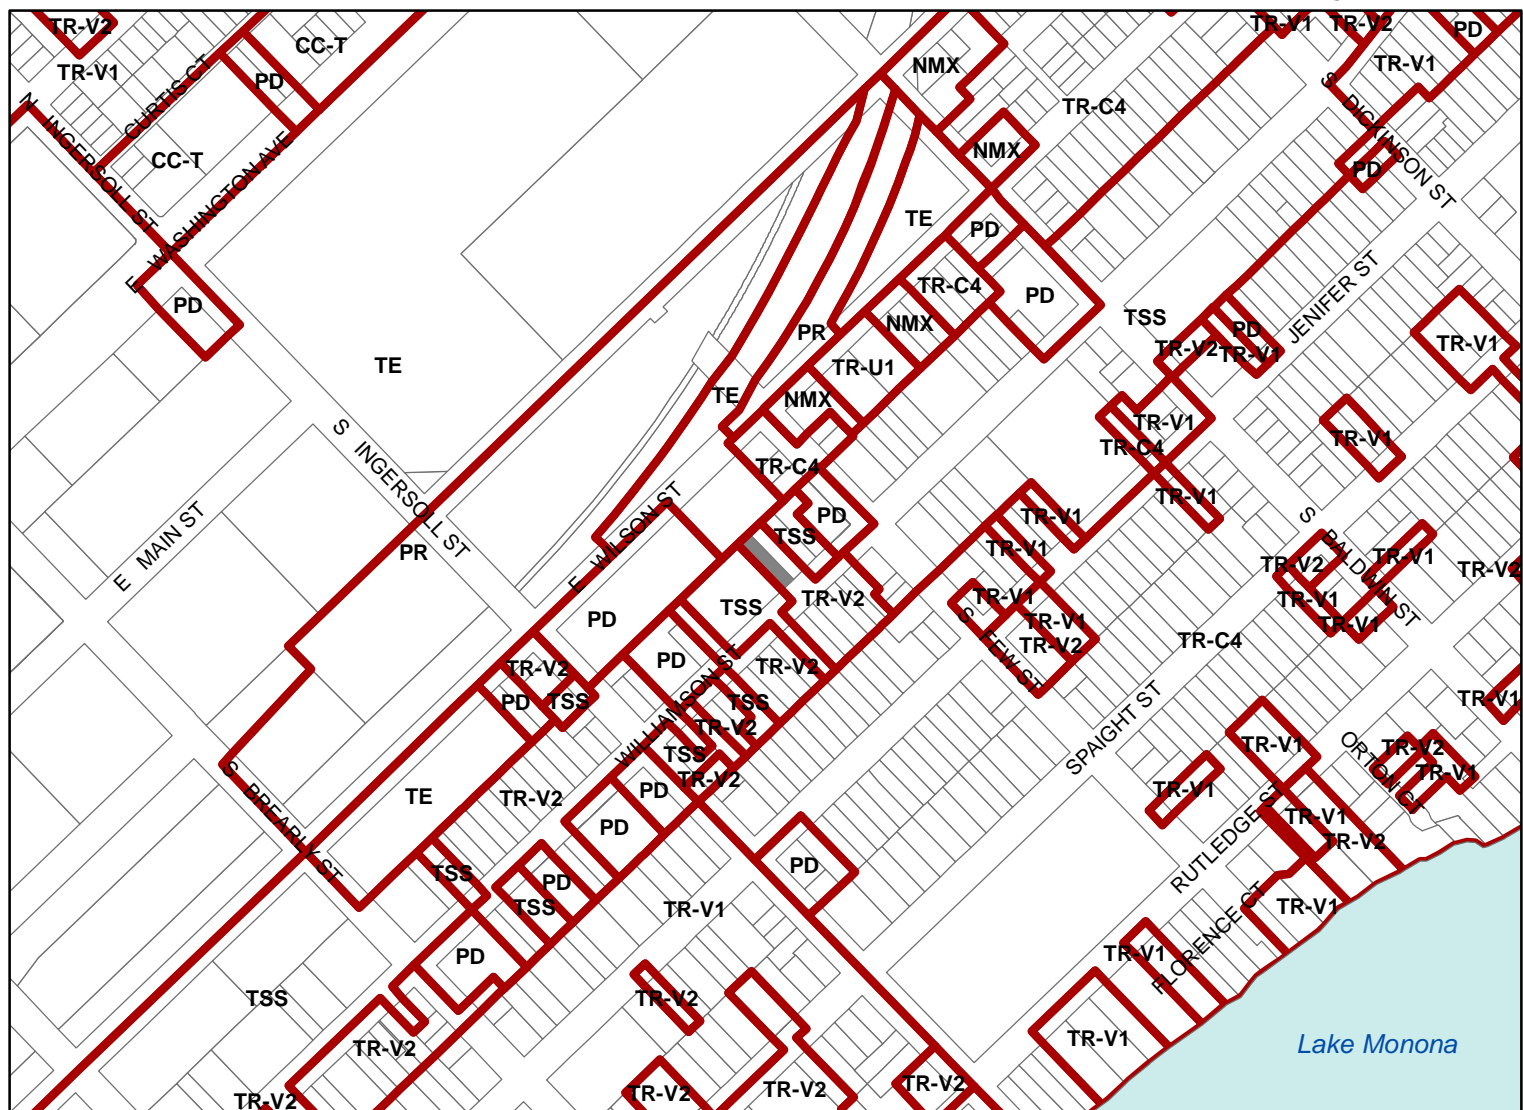 TR-V2
TR-V1
TR-V2
PD
CC-T
TR-V1
NMX
TR-V1
CURTIS CT
PD
TR-C4
S DICKINSON ST
N INGERSOLL ST
CC-T
NMX
PD
E WASHINGTON AVE
TE
PD
PD
TR-C4
PD
JENIFER ST
TSS
NMX
PD
PR
TR-V2
TR-V1
TR-V1
TE
TR-U1
TE
NMX
TR-V1
TR-V1
TR-C4
S INGERSOLL ST
TR-C4
TR-V1
E MAIN ST
E WILSON ST
PD
TR-V1
TSS
TR-V1
S BALDWIN ST
PR
TR-V1
TR-V2
TR-V2
TR-V1
TR-V2
TR-V1
TR-V1
TSS
PD
TR-V1
TR-V1
S FEW ST
TR-V2
TR-C4
PD
TR-V2
TR-V2
PD
TSS
TSS
TR-V1
WILLIAMSON ST
TR-V2
SPAIGHT ST
TSS
TR-V1
TR-V2
ORTON CT
TR-V1
S BREARLY ST
TE
TR-V2
PD
TR-V2
TR-V1
RUTLEDGE ST
TR-V1
PD
TR-V2
TSS
PD
PD
TSS
TR-V1
TR-V1
FLORENCE CT
PD
TR-V1
TSS
TR-V2
TR-V2
TR-V1
Lake Monona
TR-V2
TR-V2
TR-V2
TR-V2